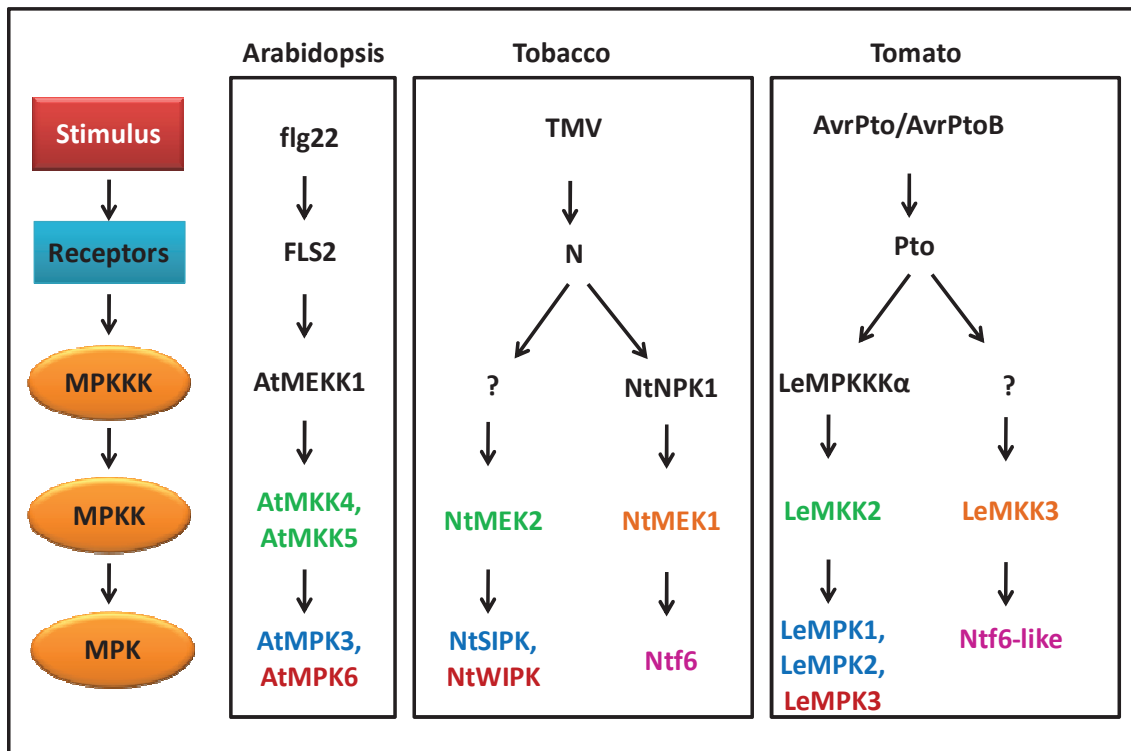 Arabidopsis Tobacco Tomato
Stimulus flg22 TMV AvrPto/AvrPtoB
Receptors FLS2 N Pto
MPKKK AtMEKK1 ? NtNPK1 LeMPKKKα ?
MPKK AtMKK4, AtMKK5 NtMEK2 NtMEK1 LeMKK2 LeMKK3
MPK AtMPK3, AtMPK6 NtSIPK, NtWIPK Ntf6 LeMPK1, LeMPK2, LeMPK3 Ntf6-like